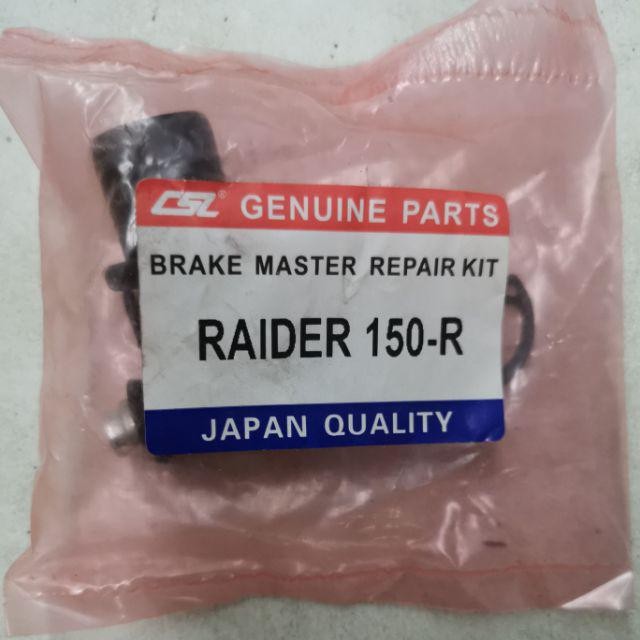 CSL® GENUINE PARTS
BRAKE MASTER REPAIR KIT
RAIDER 150-R
JAPAN QUALITY